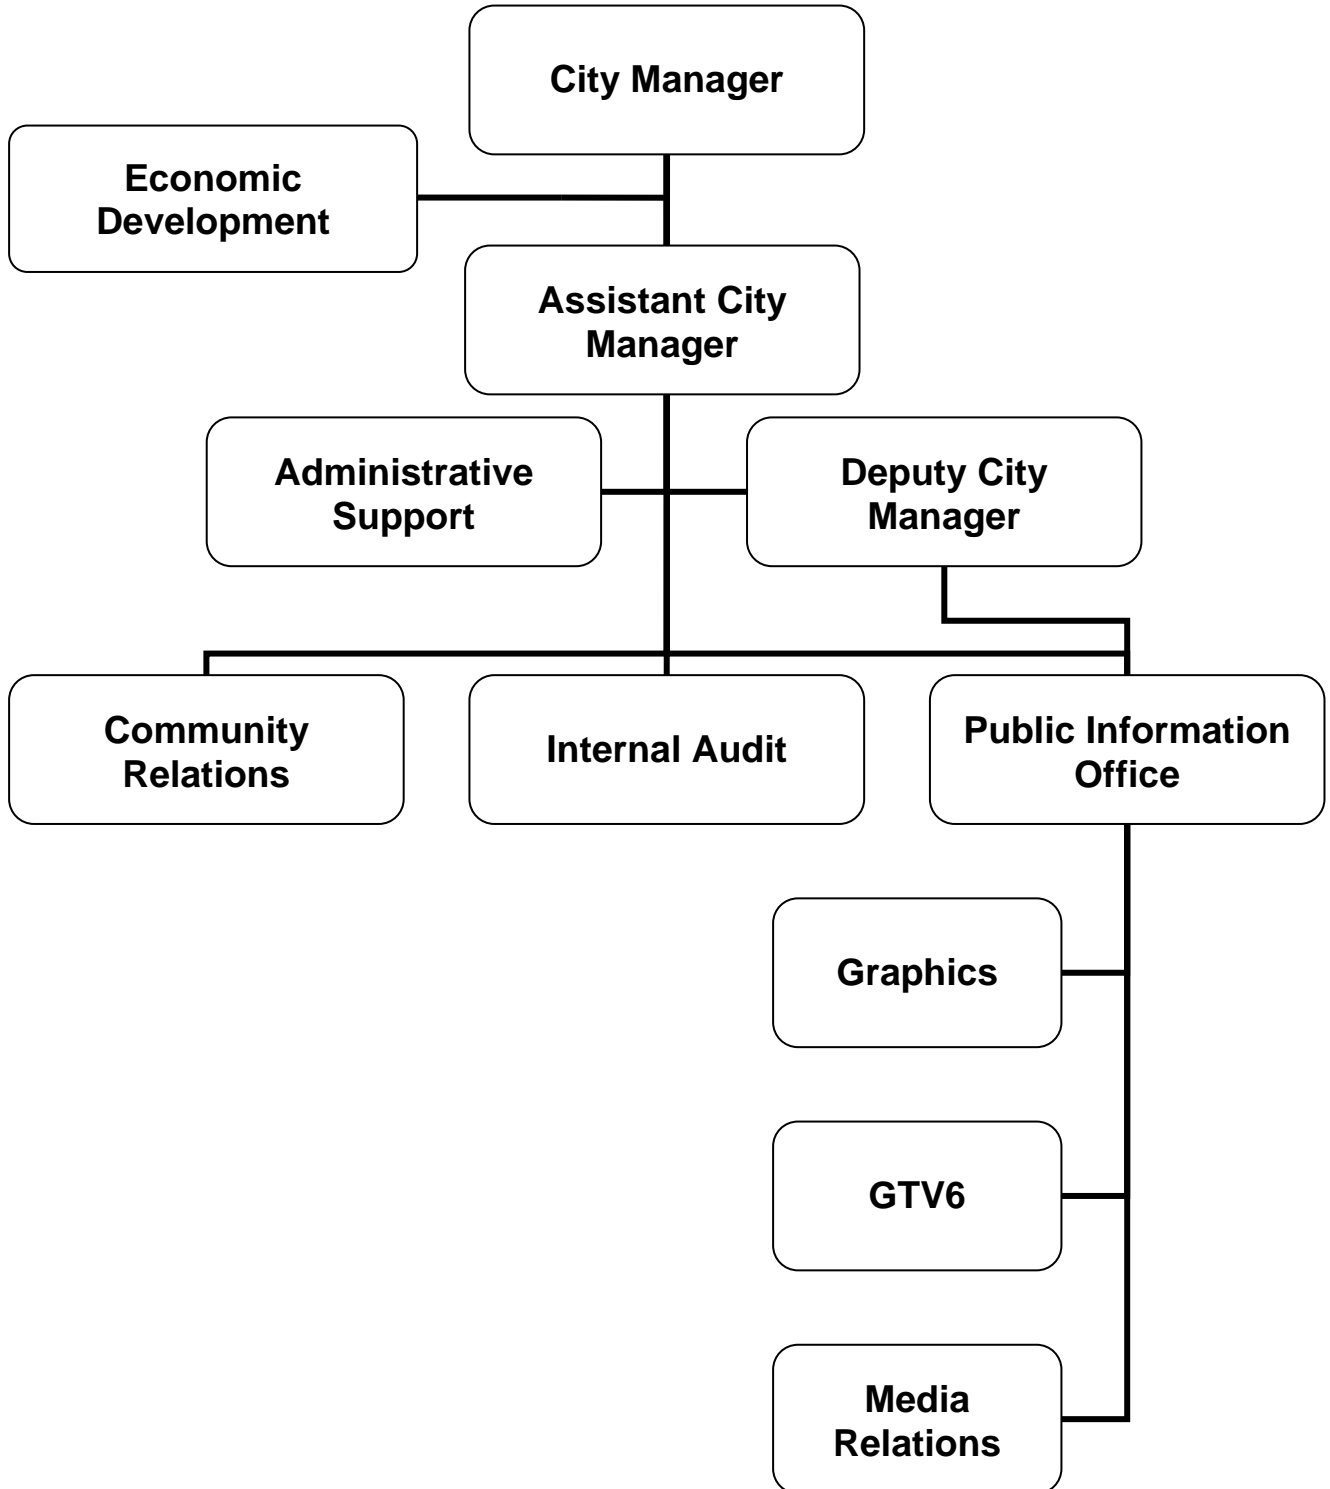 City Manager
Economic
Development
Assistant City
Manager
Administrative
Support
Deputy City
Manager
Community
Relations
Internal Audit
Public Information
Office
Graphics
GTV6
Media
Relations